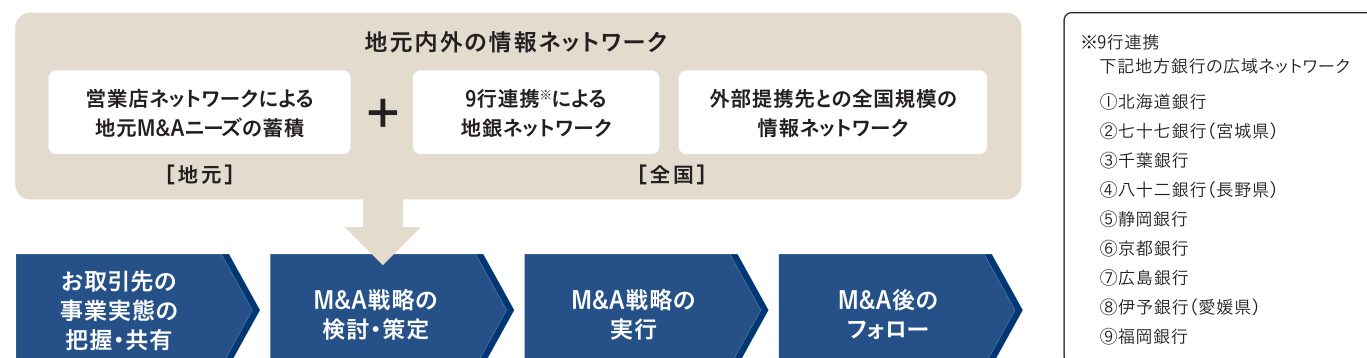 地元内外の情報ネットワーク
営業店ネットワークによる
地元M&Aニーズの蓄積
+
9行連携※による
地銀ネットワーク
外部提携先との全国規模の
情報ネットワーク
[地元]
[全国]
お取引先の
事業実態の
把握・共有
M&A戦略の
検討・策定
M&A戦略の
実行
M&A後の
フォロー
※9行連携
下記地方銀行の広域ネットワーク
①北海道銀行
②七十七銀行(宮城県)
③千葉銀行
④八十二銀行(長野県)
⑤静岡銀行
⑥京都銀行
⑦広島銀行
⑧伊予銀行(愛媛県)
⑨福岡銀行